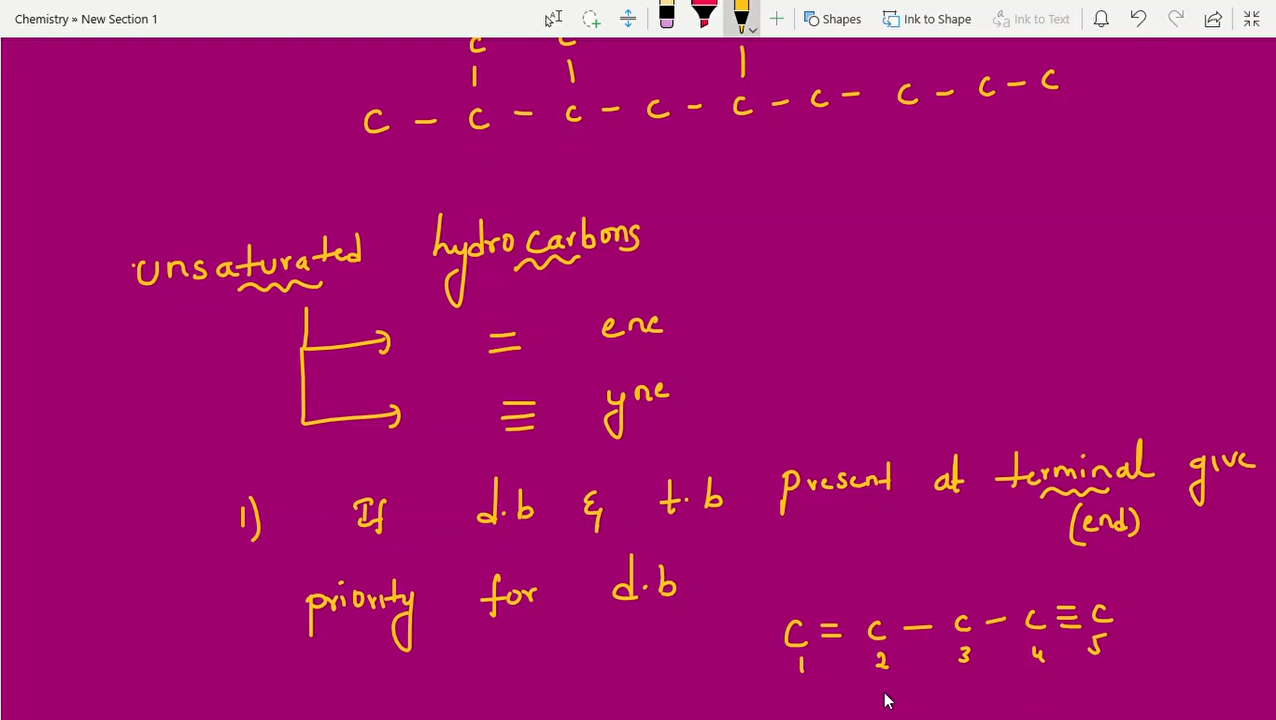 Chemistry » New Section 1
Shapes
Ink to Shape
Ink to Text
C C
C - C - C - C - C - C - C - C - C
unsaturated hydrocarbons
= ene
≡ yne
1) If d.b & t.b present at terminal give
(end)
priority for d.b
C = C - C - C ≡ C
1 2 3 4 5